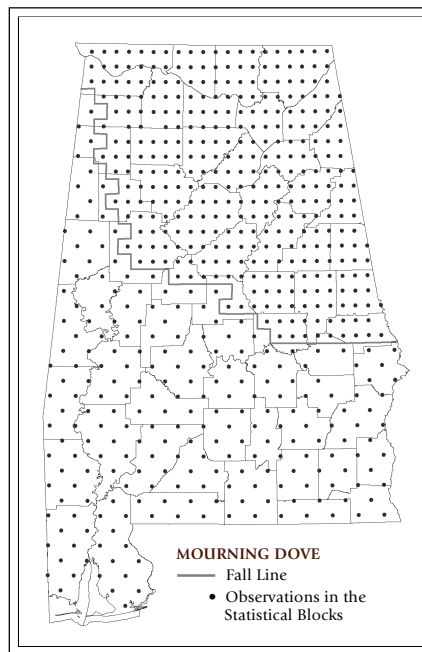 MOURNING DOVE
Fall Line
Observations in the
Statistical Blocks